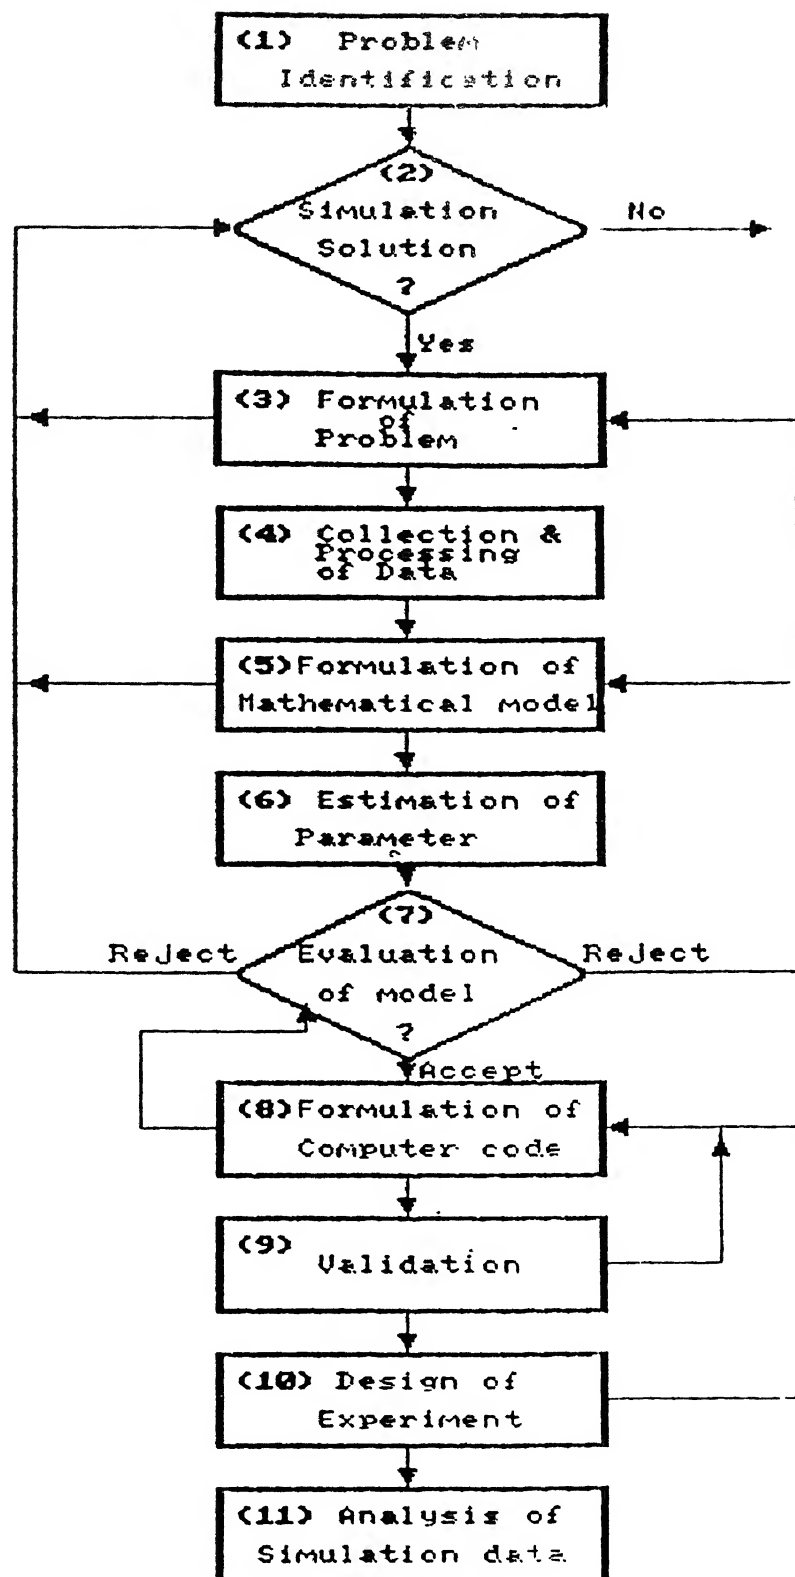 (1) Problem
Identification
(2)
Simulation
Solution
?
No
Yes
(3) Formulation
of
Problem
(4) Collection &
Processing
of Data
(5) Formulation of
Mathematical model
(6) Estimation of
Parameter
(7)
Reject
Evaluation
Reject
of model
?
Accept
(8) Formulation of
Computer code
(9)
Validation
(10) Design of
Experiment
(11) Analysis of
Simulation data